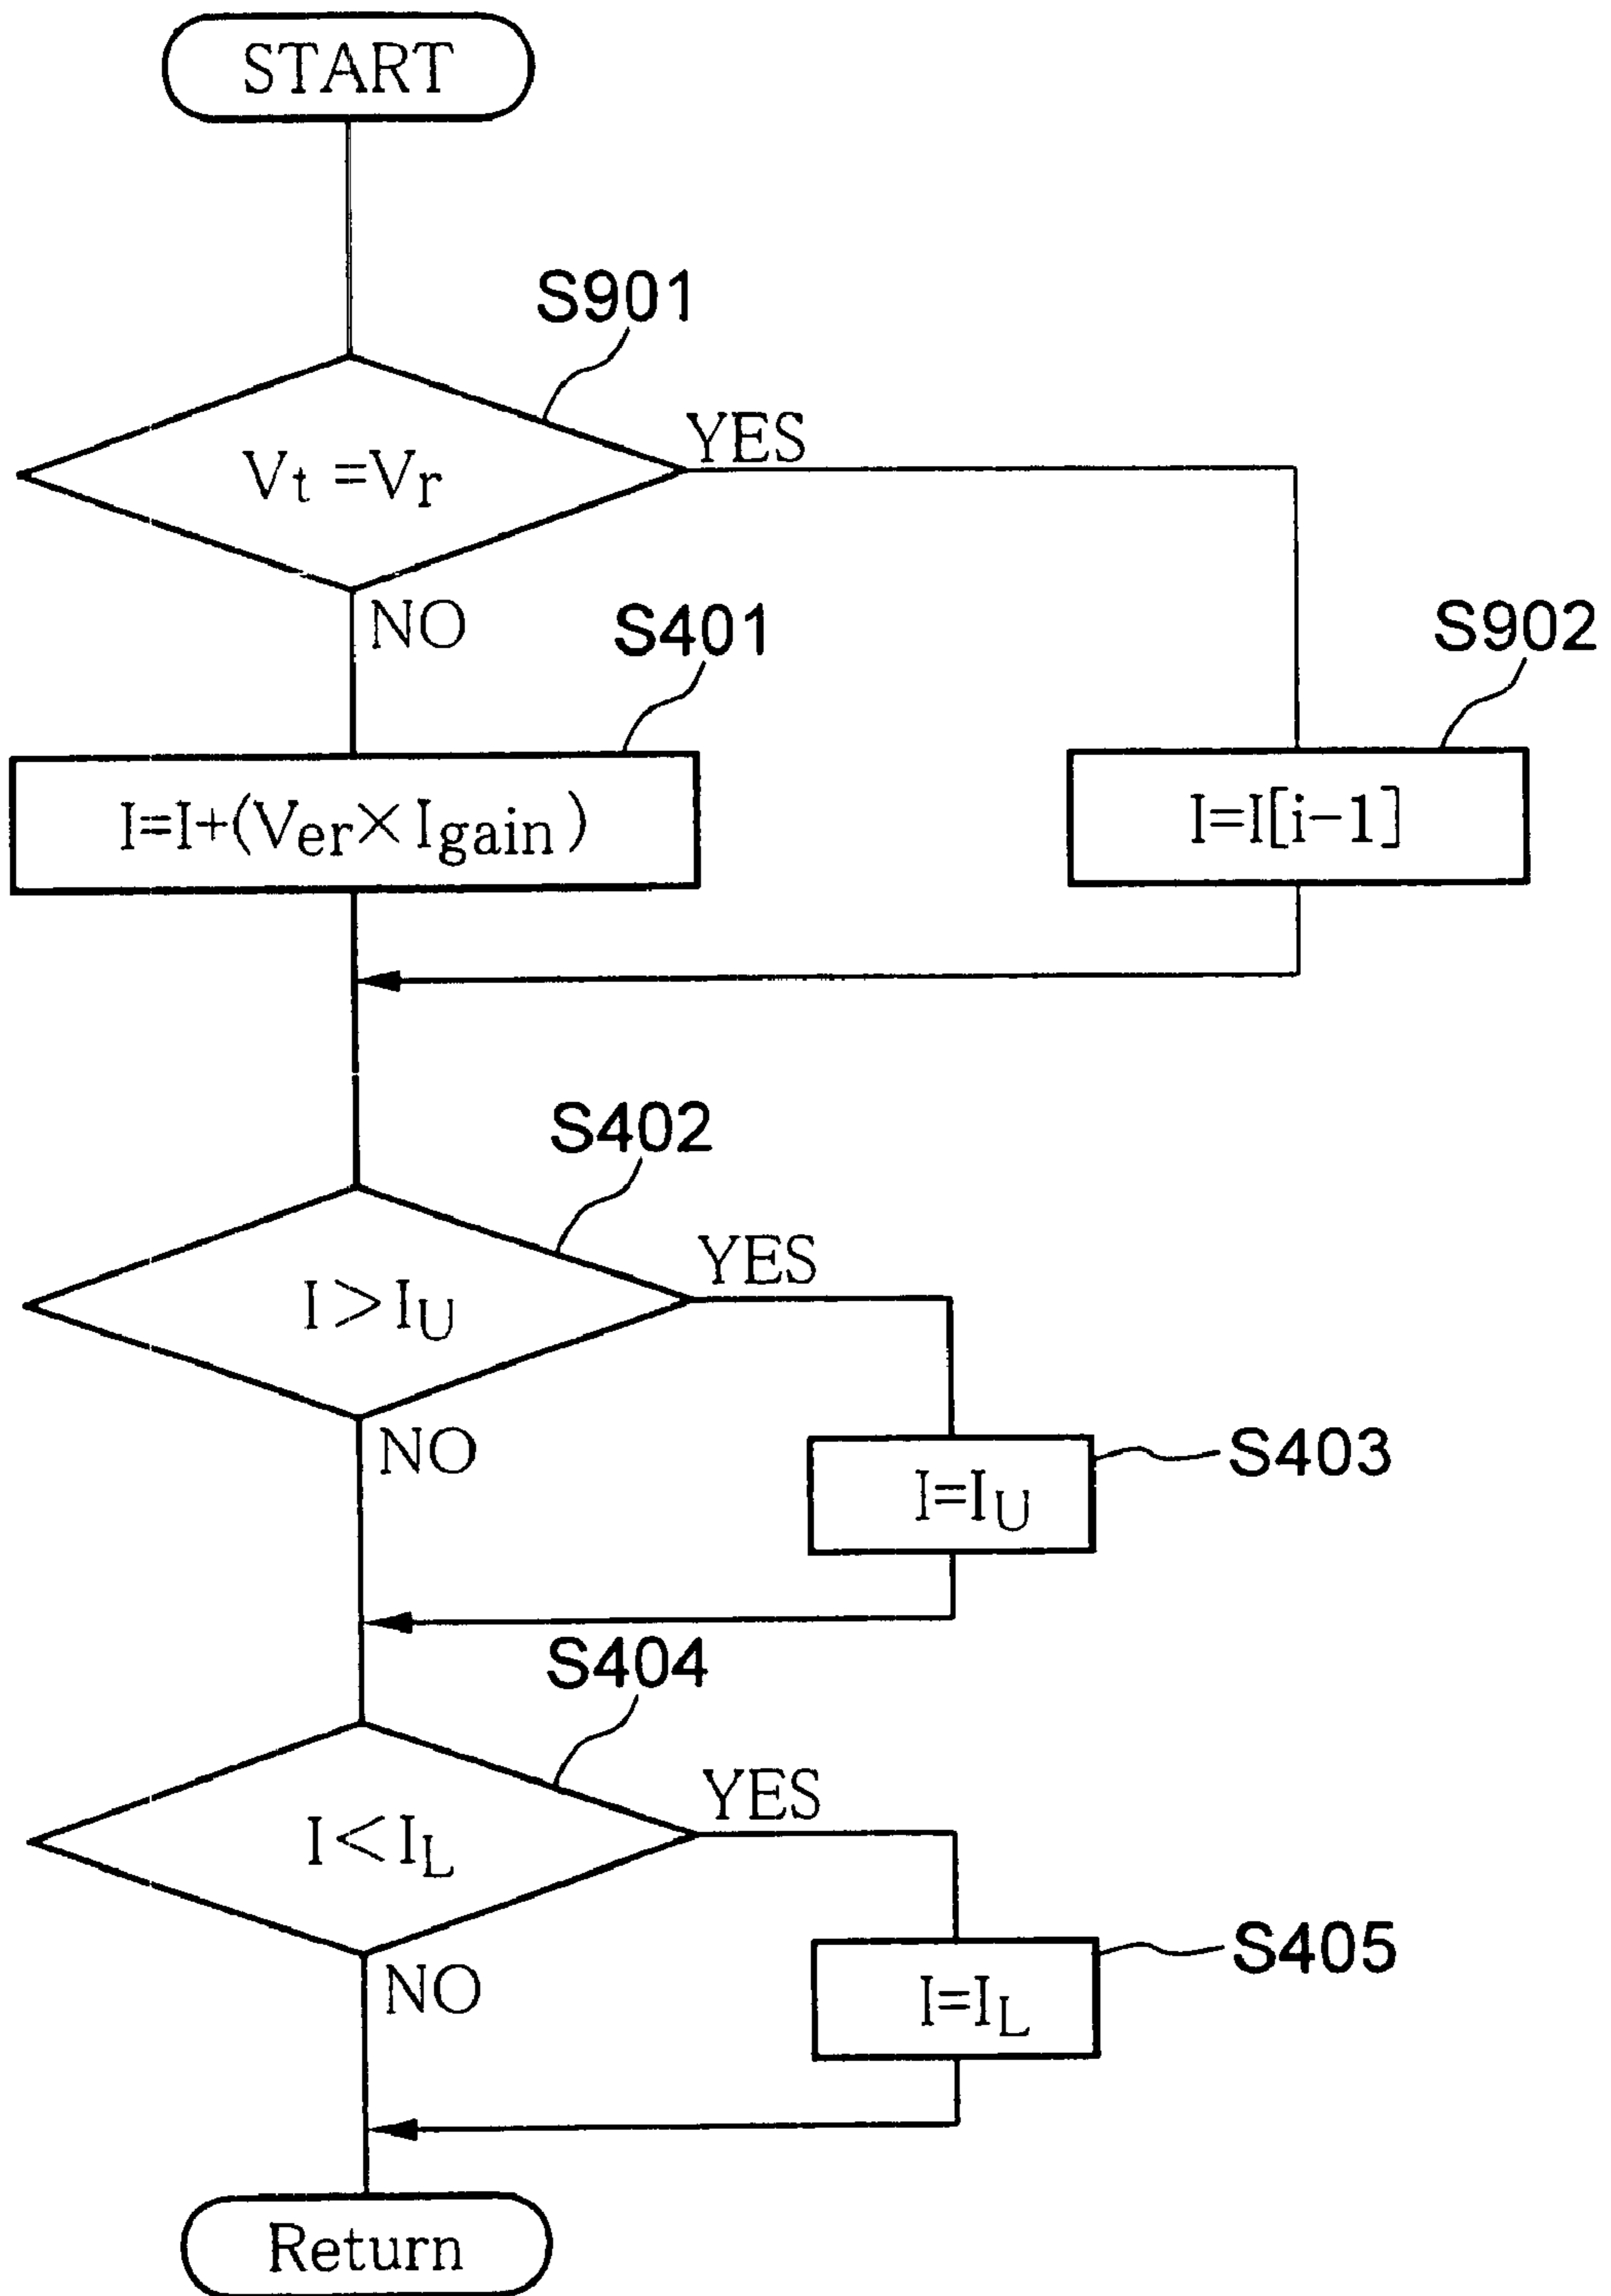 START
S901
Vt =Vr
YES
NO
S401
S902
I=I+(Ver×Igain)
I=I[i-1]
S402
I>IU
YES
NO
S403
I=IU
S404
I<IL
YES
NO
S405
I=IL
Return